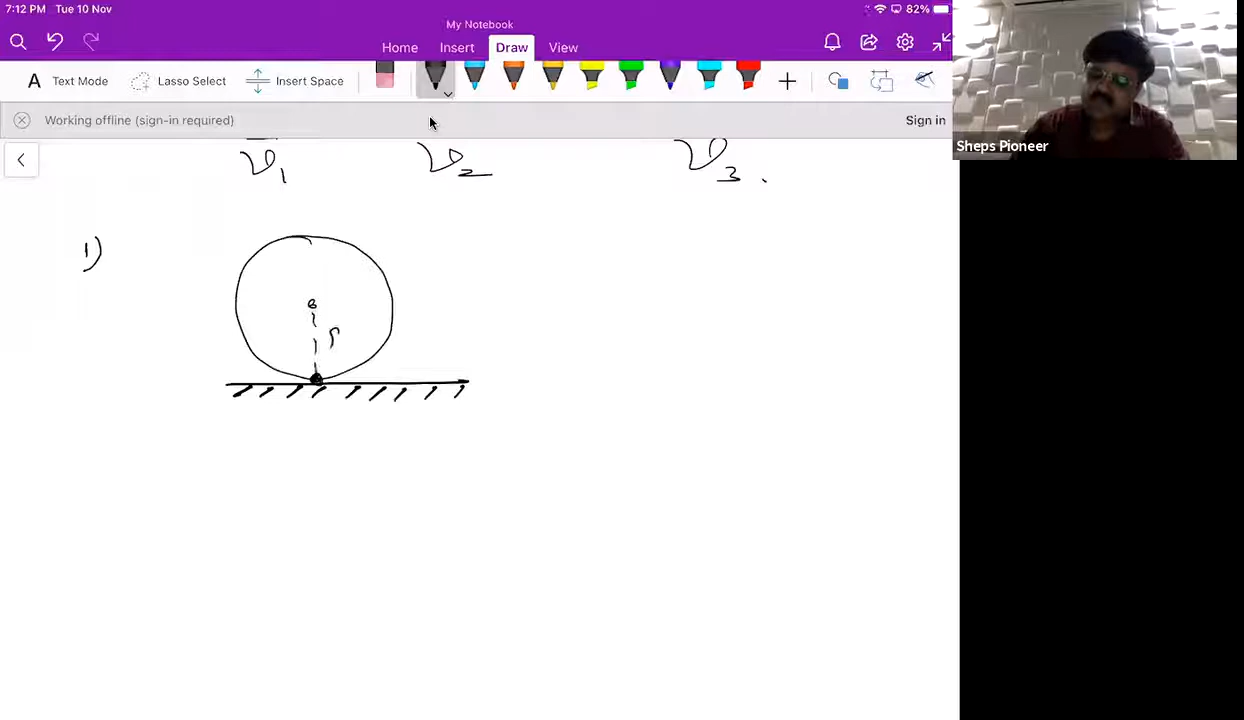 7:12 PM Tue 10 Nov
82%
My Notebook
Home Insert Draw View
A Text Mode Lasso Select Insert Space
Working offline (sign-in required) Sign in
Sheps Pioneer
v1 v2 v3 .
1)
r